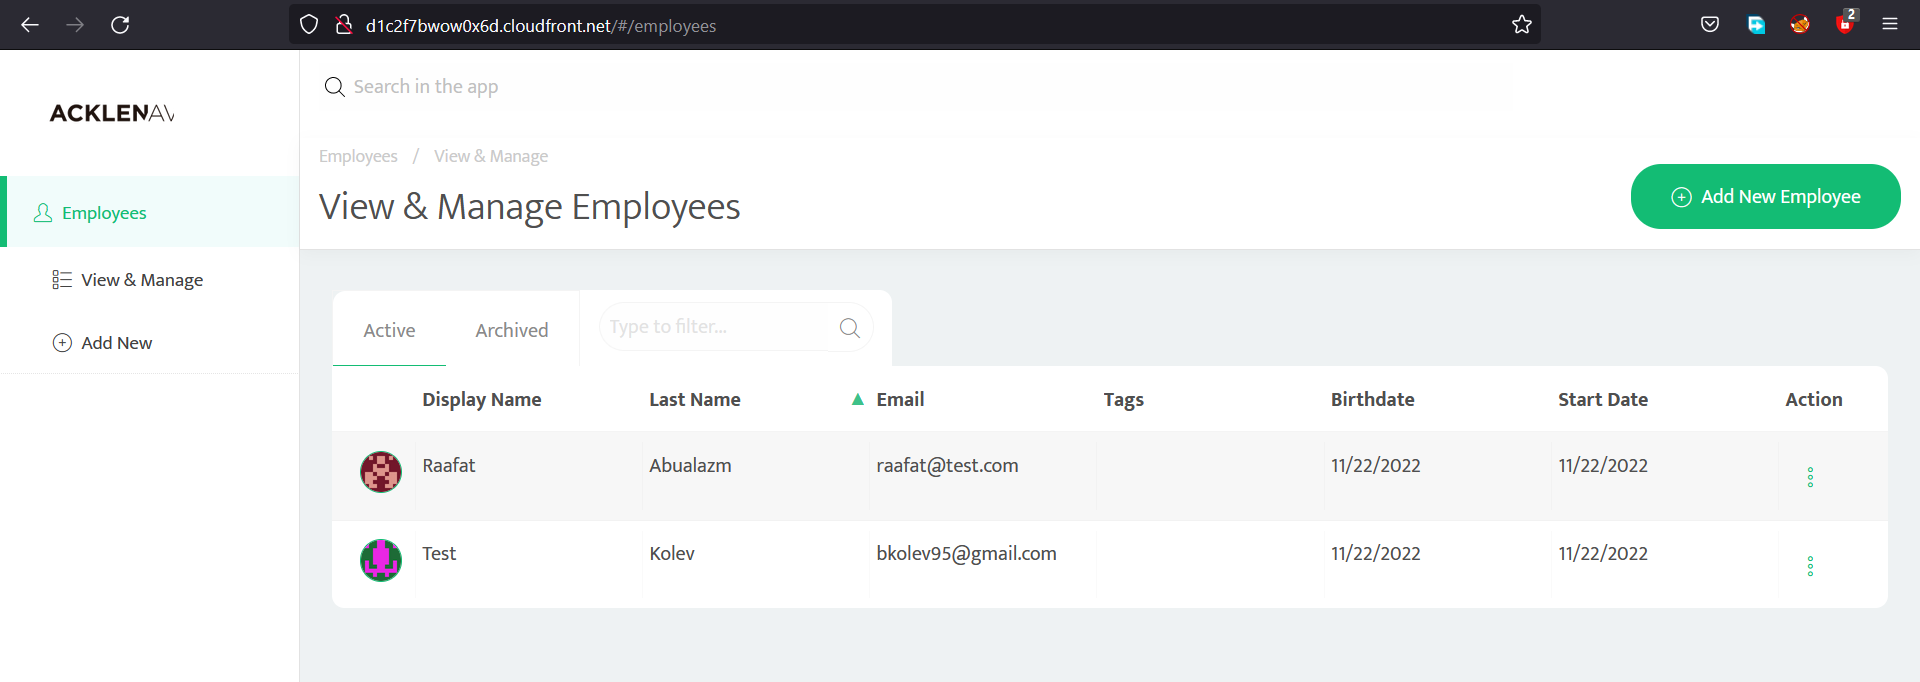 d1c2f7bwow0x6d.cloudfront.net/#/employees
2
Search in the app
ACKLENAV
Employees / View & Manage
View & Manage Employees
Add New Employee
Employees
View & Manage
Add New
Active Archived Type to filter...
Display Name Last Name Email Tags Birthdate Start Date Action
Raafat Abualazm raafat@test.com 11/22/2022 11/22/2022
Test Kolev bkolev95@gmail.com 11/22/2022 11/22/2022